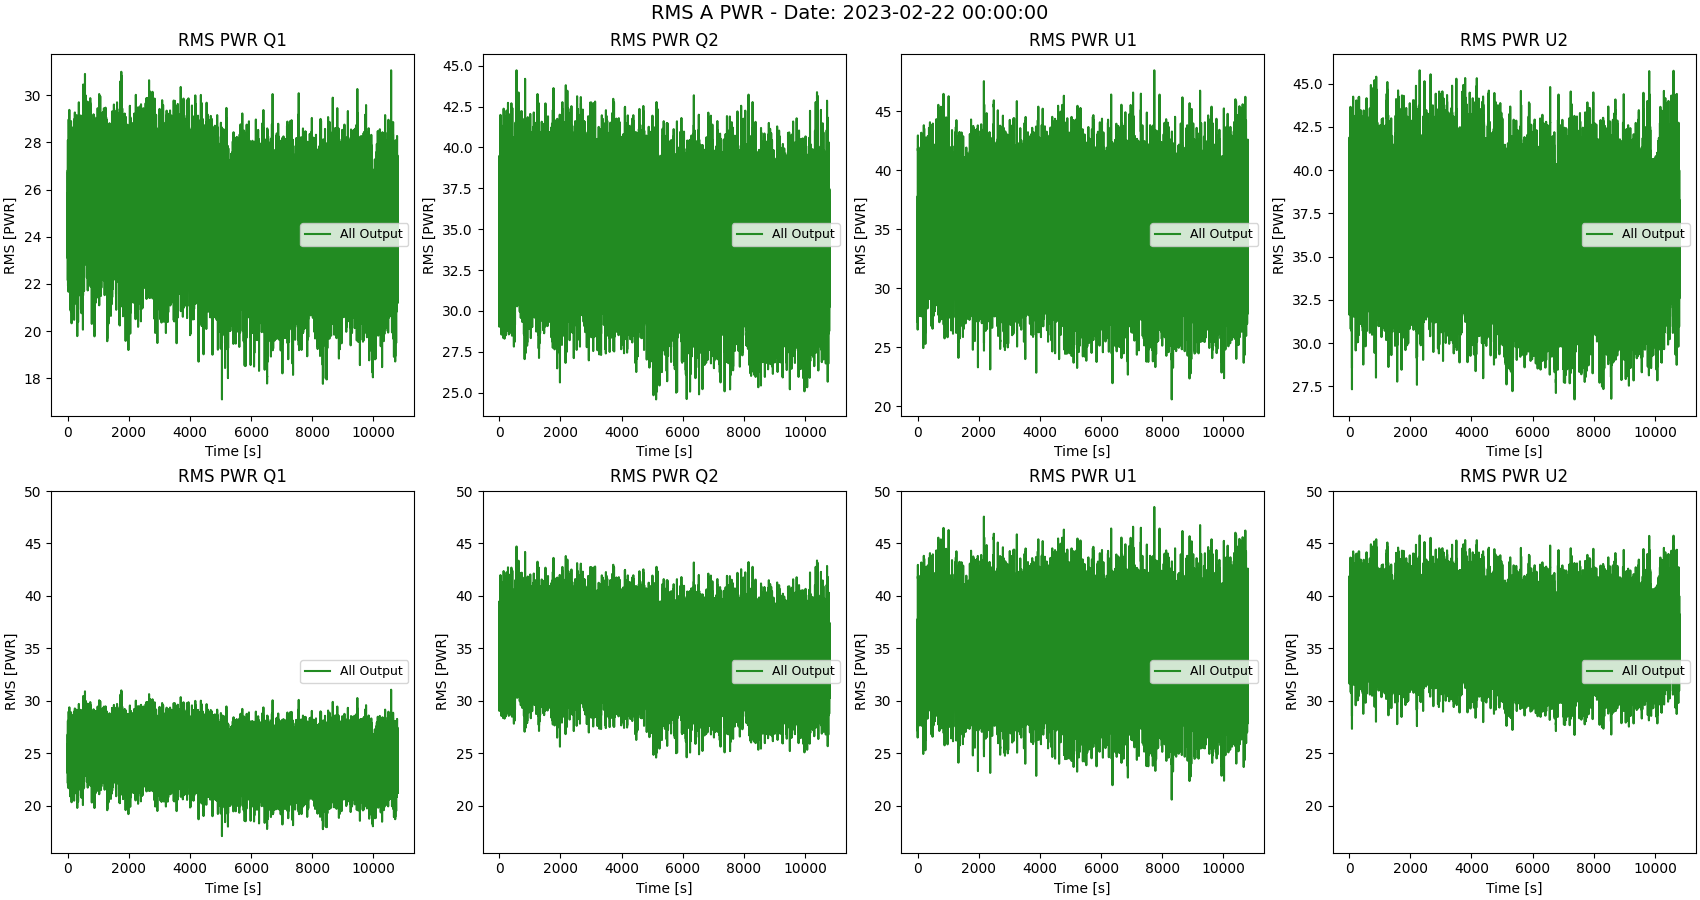 RMS A PWR - Date: 2023-02-22 00:00:00
RMS PWR Q1
RMS [PWR]
30
28
26
24
22
20
18
All Output
0 2000 4000 6000 8000 10000
Time [s]
RMS PWR Q2
RMS [PWR]
45.0
42.5
40.0
37.5
35.0
32.5
30.0
27.5
25.0
All Output
0 2000 4000 6000 8000 10000
Time [s]
RMS PWR U1
RMS [PWR]
45
40
35
30
25
20
All Output
0 2000 4000 6000 8000 10000
Time [s]
RMS PWR U2
RMS [PWR]
45.0
42.5
40.0
37.5
35.0
32.5
30.0
27.5
All Output
0 2000 4000 6000 8000 10000
Time [s]
RMS PWR Q1
RMS [PWR]
50
45
40
35
30
25
20
All Output
0 2000 4000 6000 8000 10000
Time [s]
RMS PWR Q2
RMS [PWR]
50
45
40
35
30
25
20
All Output
0 2000 4000 6000 8000 10000
Time [s]
RMS PWR U1
RMS [PWR]
50
45
40
35
30
25
20
All Output
0 2000 4000 6000 8000 10000
Time [s]
RMS PWR U2
RMS [PWR]
50
45
40
35
30
25
20
All Output
0 2000 4000 6000 8000 10000
Time [s]